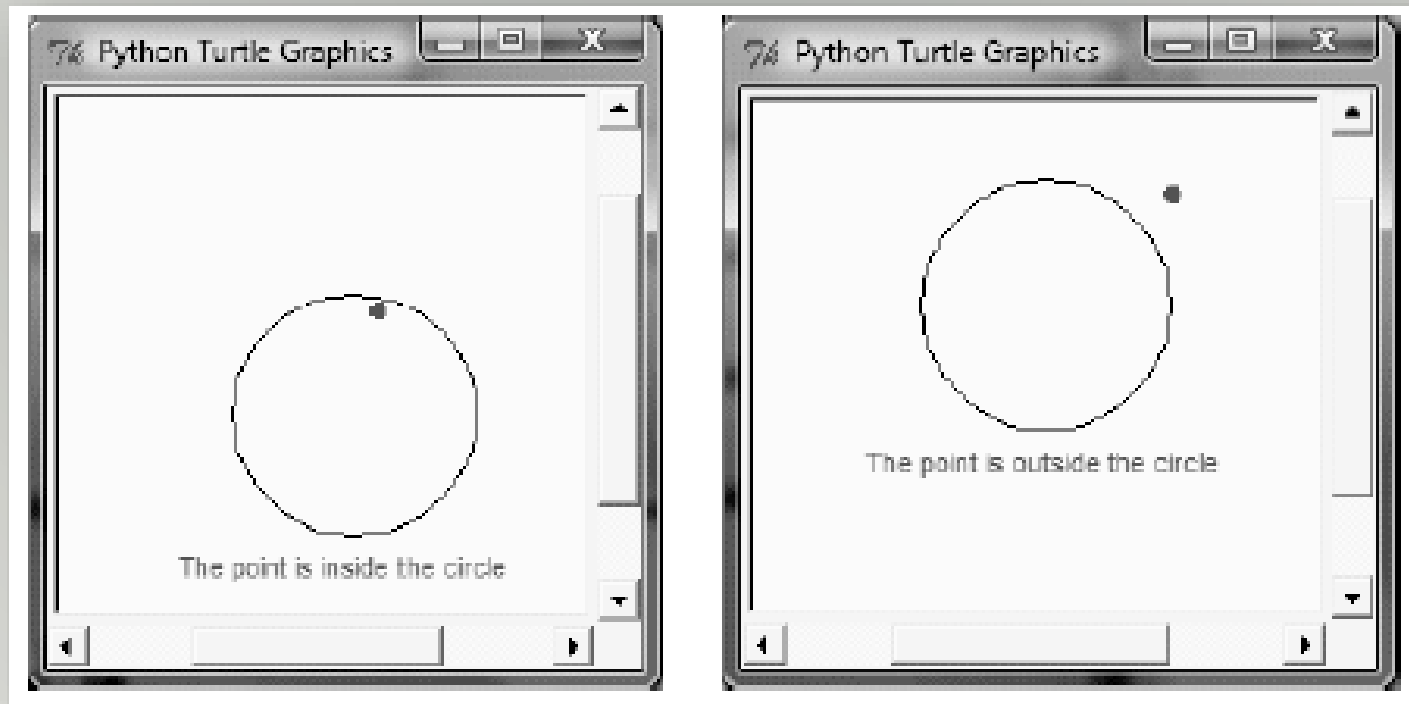 Python Turtle Graphics
The point is inside the circle
Python Turtle Graphics
The point is outside the circle